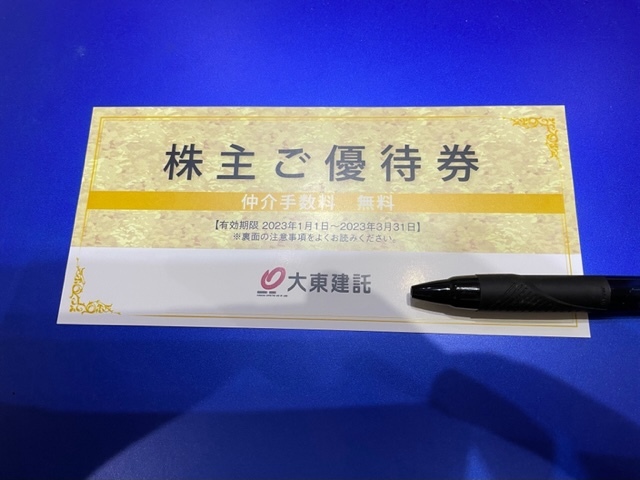 株主ご優待券
仲介手数料　無料
【有効期限 2023年1月1日～2023年3月31日】
※裏面の注意事項をよくお読みください。
大東建託